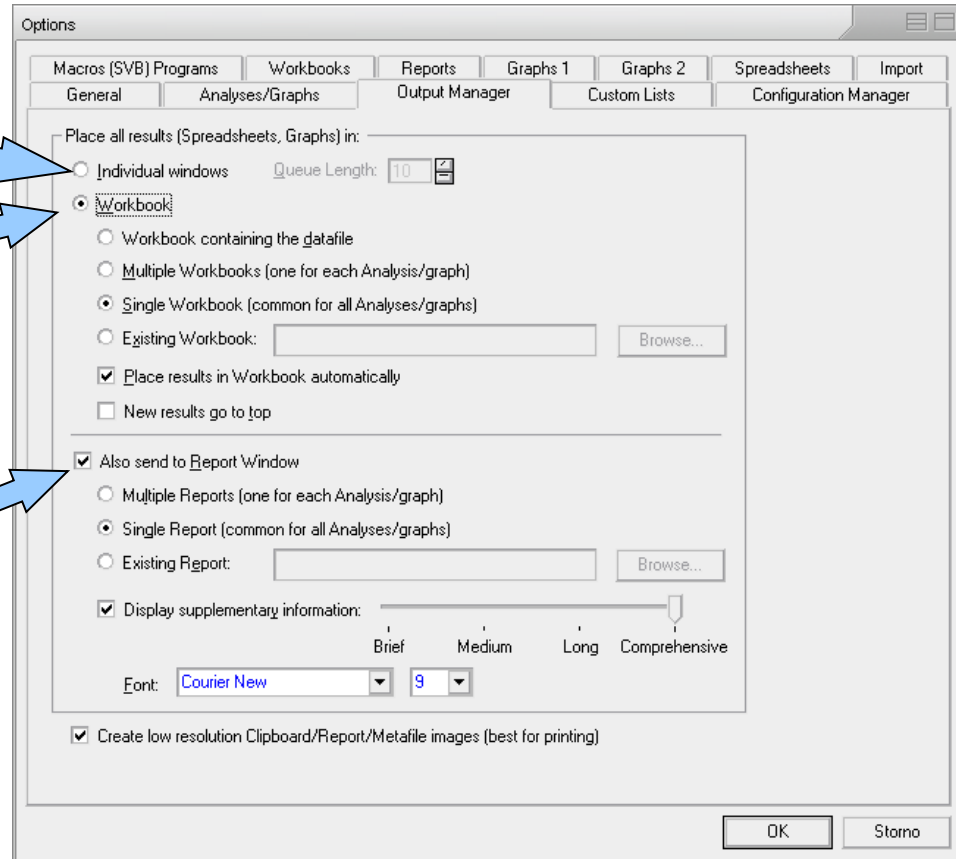 Options
Macros (SVB) Programs Workbooks Reports Graphs 1 Graphs 2 Spreadsheets Import
General Analyses/Graphs Output Manager Custom Lists Configuration Manager
Place all results (Spreadsheets, Graphs) in:
Individual windows Queue Length: 10
Workbook
Workbook containing the datafile
Multiple Workbooks (one for each Analysis/graph)
Single Workbook (common for all Analyses/graphs)
Existing Workbook: Browse...
Place results in Workbook automatically
New results go to top
Also send to Report Window
Multiple Reports (one for each Analysis/graph)
Single Report (common for all Analyses/graphs)
Existing Report: Browse...
Display supplementary information:
Brief Medium Long Comprehensive
Font: Courier New 9
Create low resolution Clipboard/Report/Metafile images (best for printing)
OK Storno